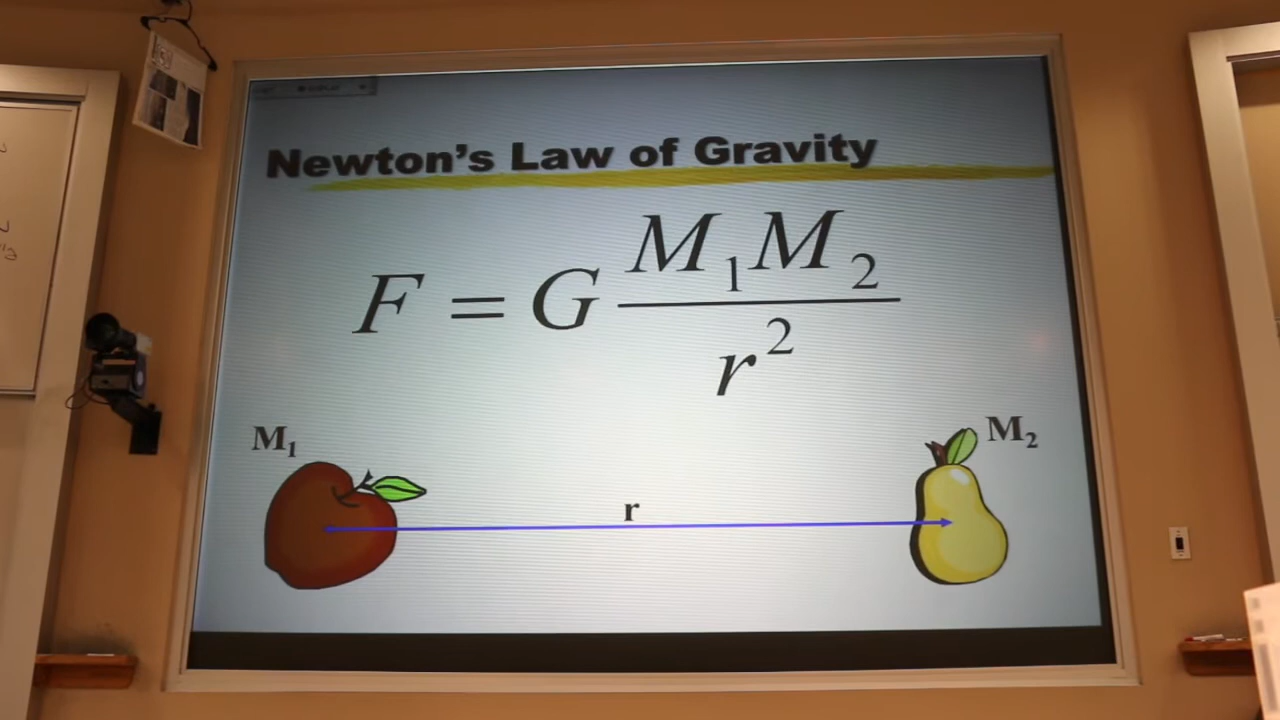 Newton's Law of Gravity
F = G M₁M₂ / r²
M₁
M₂
r